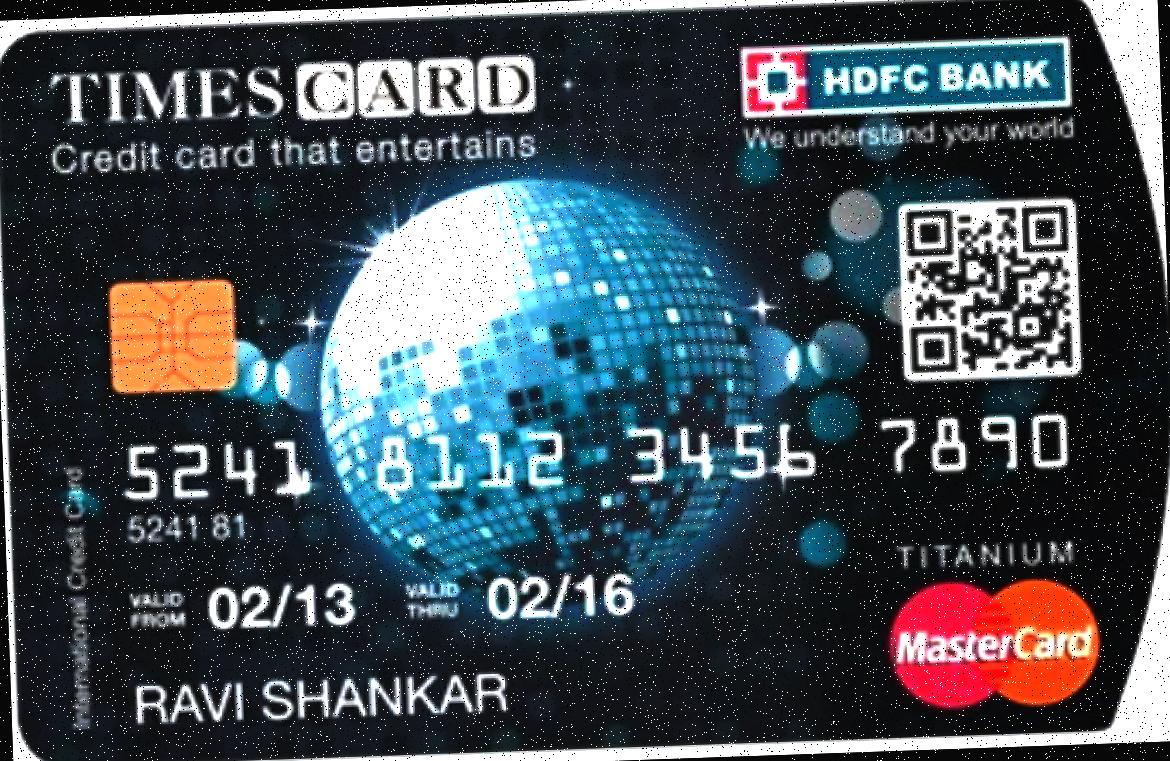 TIMES CARD
Credit card that entertains
HDFC BANK
We understand your world
5241 8112 3456 7890
5241 81
International Credit Card
VALID FROM 02/13 VALID THRU 02/16
TITANIUM
MasterCard
RAVI SHANKAR